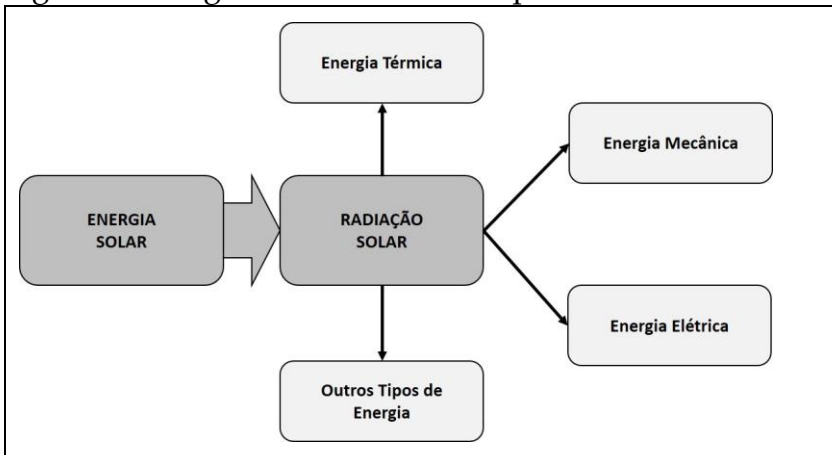 Energia Térmica
Energia Mecânica
ENERGIA
SOLAR
RADIAÇÃO
SOLAR
Energia Elétrica
Outros Tipos de
Energia